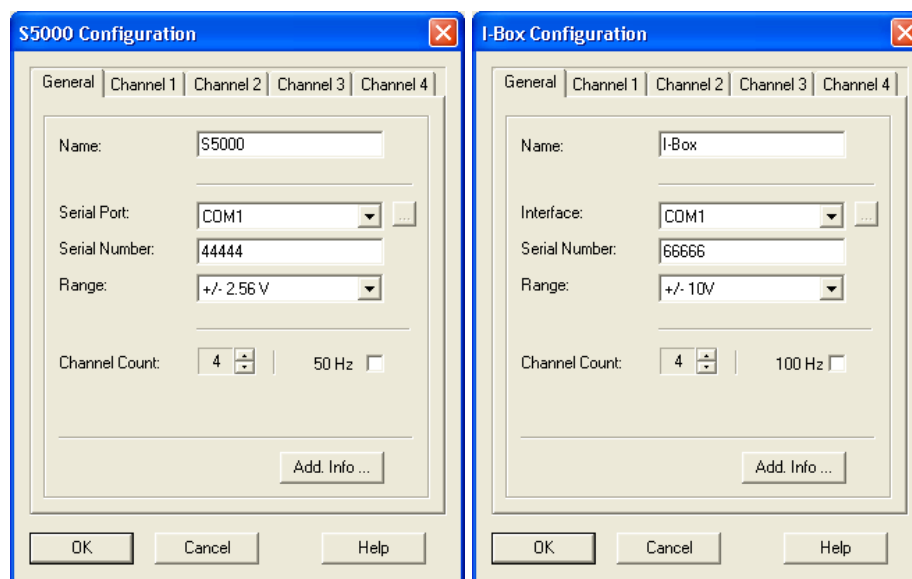 S5000 Configuration
General Channel 1 Channel 2 Channel 3 Channel 4
Name: S5000
Serial Port: COM1 ...
Serial Number: 44444
Range: +/- 2.56 V
Channel Count: 4 50 Hz
Add. Info ...
OK Cancel Help
I-Box Configuration
General Channel 1 Channel 2 Channel 3 Channel 4
Name: I-Box
Interface: COM1 ...
Serial Number: 66666
Range: +/- 10V
Channel Count: 4 100 Hz
Add. Info ...
OK Cancel Help